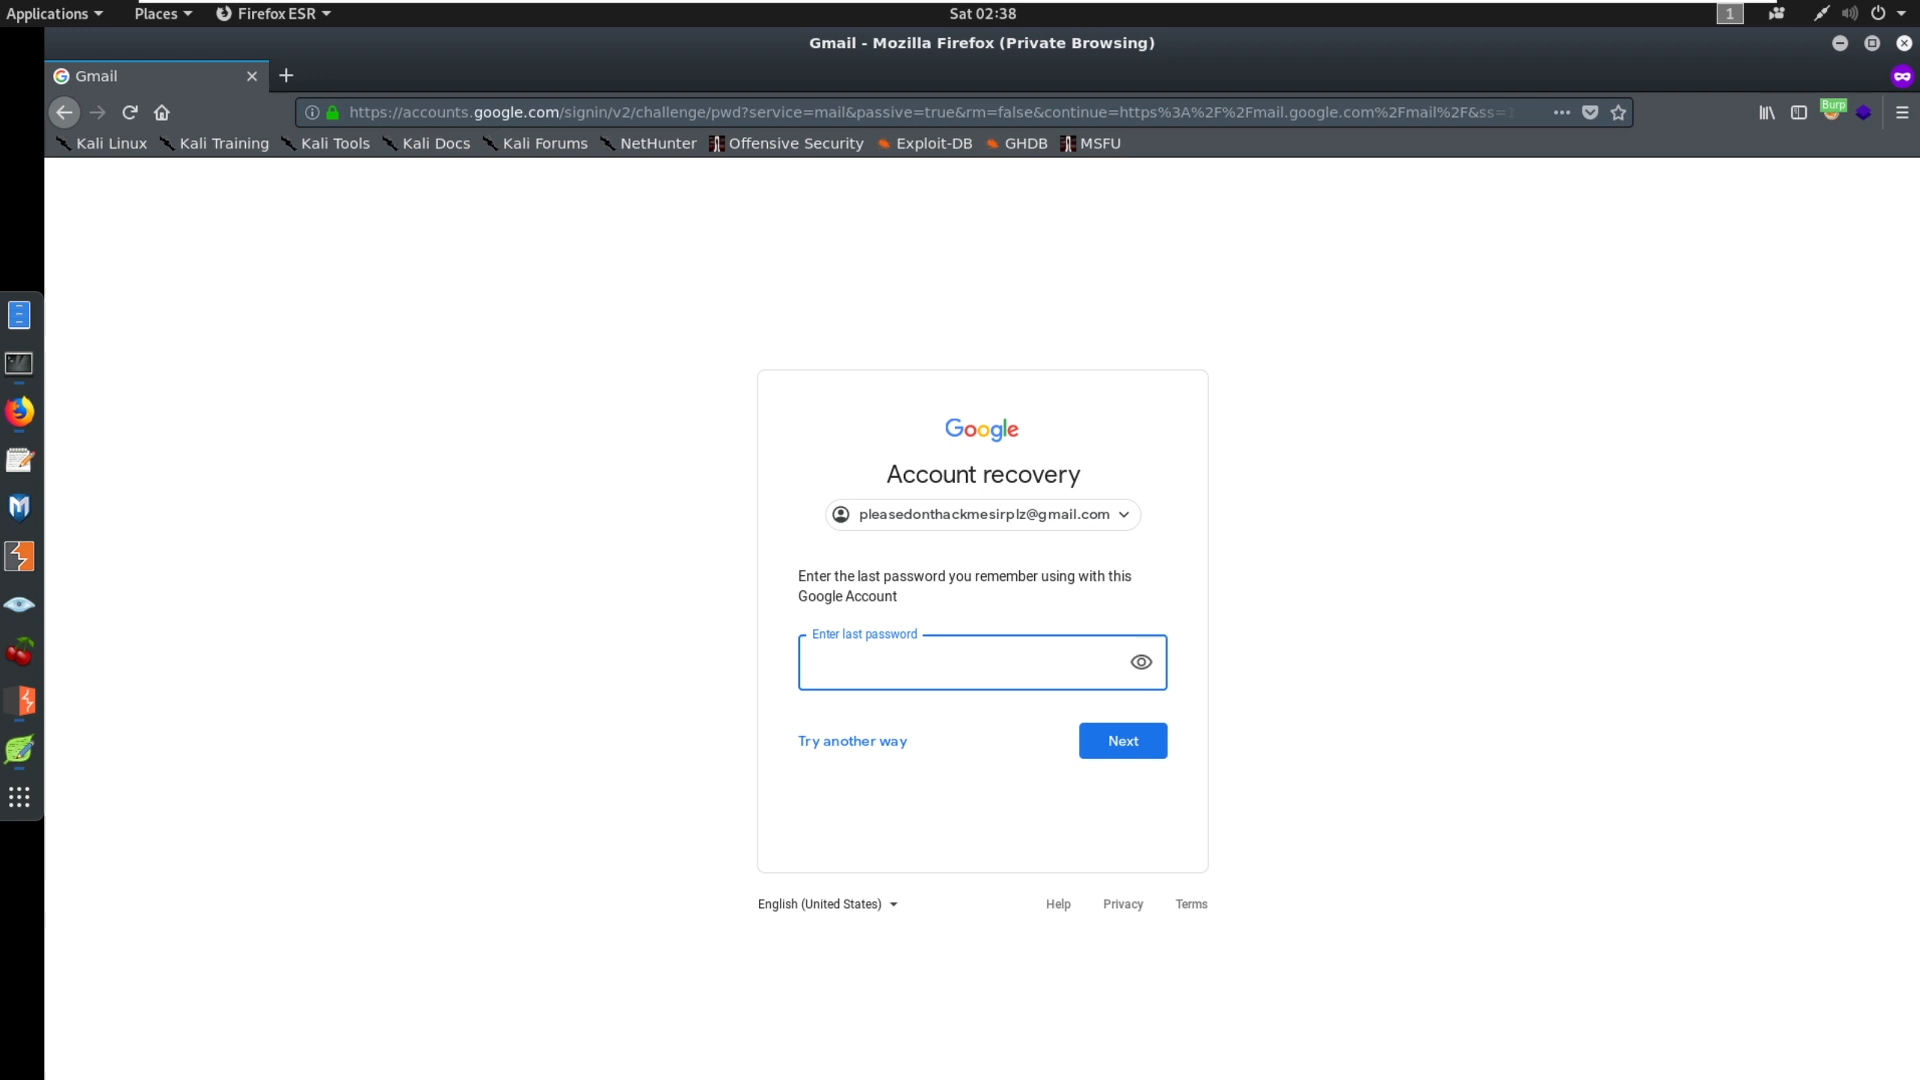 Applications Places Firefox ESR Sat 02:38 1
Gmail - Mozilla Firefox (Private Browsing)
Gmail
https://accounts.google.com/signin/v2/challenge/pwd?service=mail&passive=true&rm=false&continue=https%3A%2F%2Fmail.google.com%2Fmail%2F&ss=1 Burp
Kali Linux Kali Training Kali Tools Kali Docs Kali Forums NetHunter Offensive Security Exploit-DB GHDB MSFU
Google
Account recovery
pleasedonthackmesirplz@gmail.com
Enter the last password you remember using with this
Google Account
Enter last password
Try another way Next
English (United States) Help Privacy Terms